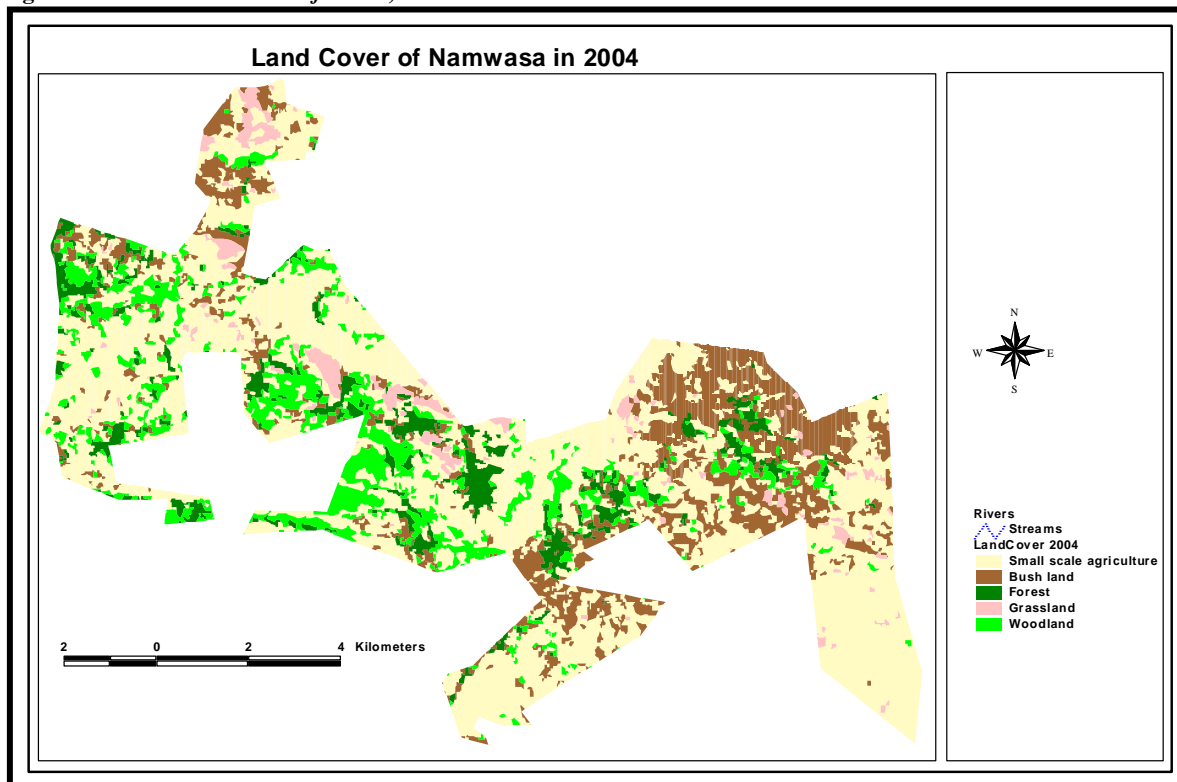 Land Cover of Namwasa in 2004
N
W E
S
Rivers
Streams
LandCover 2004
Small scale agriculture
Bush land
Forest
Grassland
Woodland
2 0 2 4 Kilometers